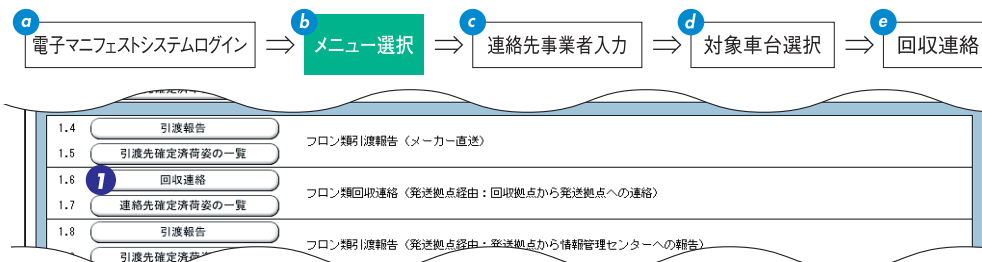 a 電子マニフェストシステムログイン ⇒ b メニュー選択 ⇒ c 連絡先事業者入力 ⇒ d 対象車台選択 ⇒ e 回収連絡
1.4 引渡報告 フロン類引渡報告(メーカー直送)
1.5 引渡先確定済荷姿の一覧
1.6 1 回収連絡 フロン類回収連絡(発送拠点経由:回収拠点から発送拠点への連絡)
1.7 連絡先確定済荷姿の一覧
1.8 引渡報告 フロン類引渡報告(発送拠点経由:発送拠点から情報管理センターへの報告)
引渡先確定済荷